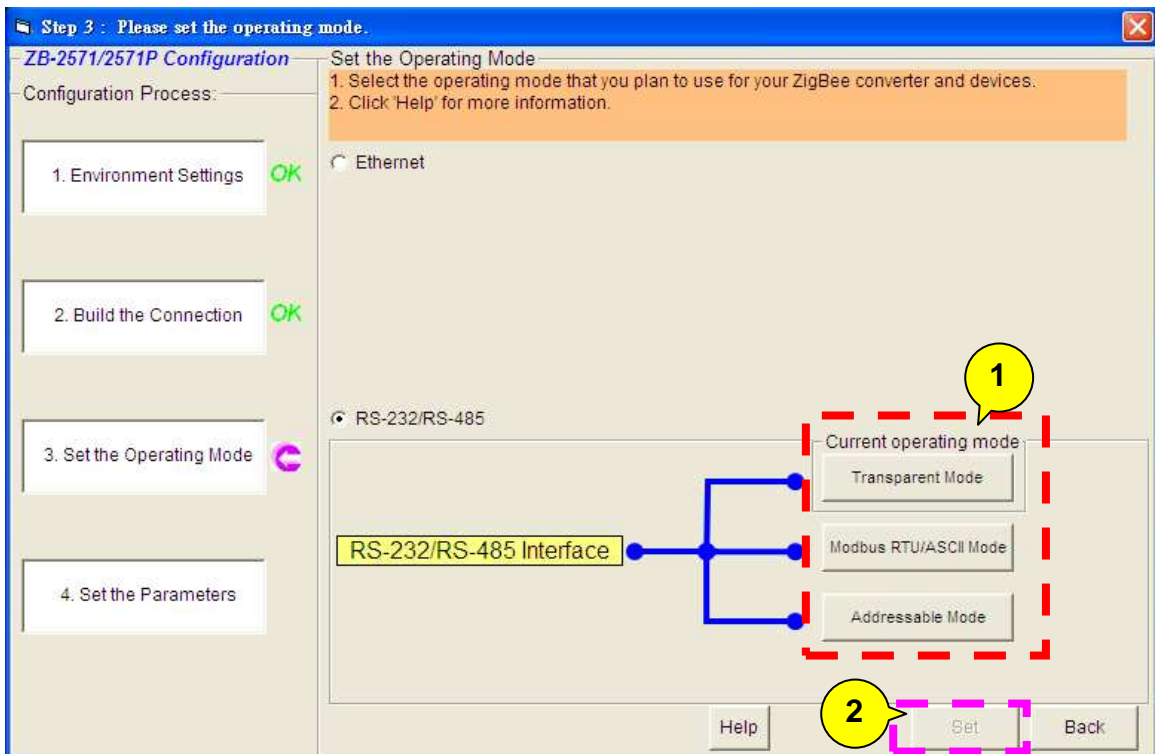 Step 3 : Please set the operating mode.
ZB-2571/2571P Configuration
Configuration Process:
1. Environment Settings
OK
2. Build the Connection
OK
3. Set the Operating Mode
4. Set the Parameters
Set the Operating Mode
1. Select the operating mode that you plan to use for your ZigBee converter and devices.
2. Click 'Help' for more information.
Ethernet
RS-232/RS-485
1
Current operating mode
Transparent Mode
RS-232/RS-485 Interface
Modbus RTU/ASCII Mode
Addressable Mode
2
Help
Set
Back